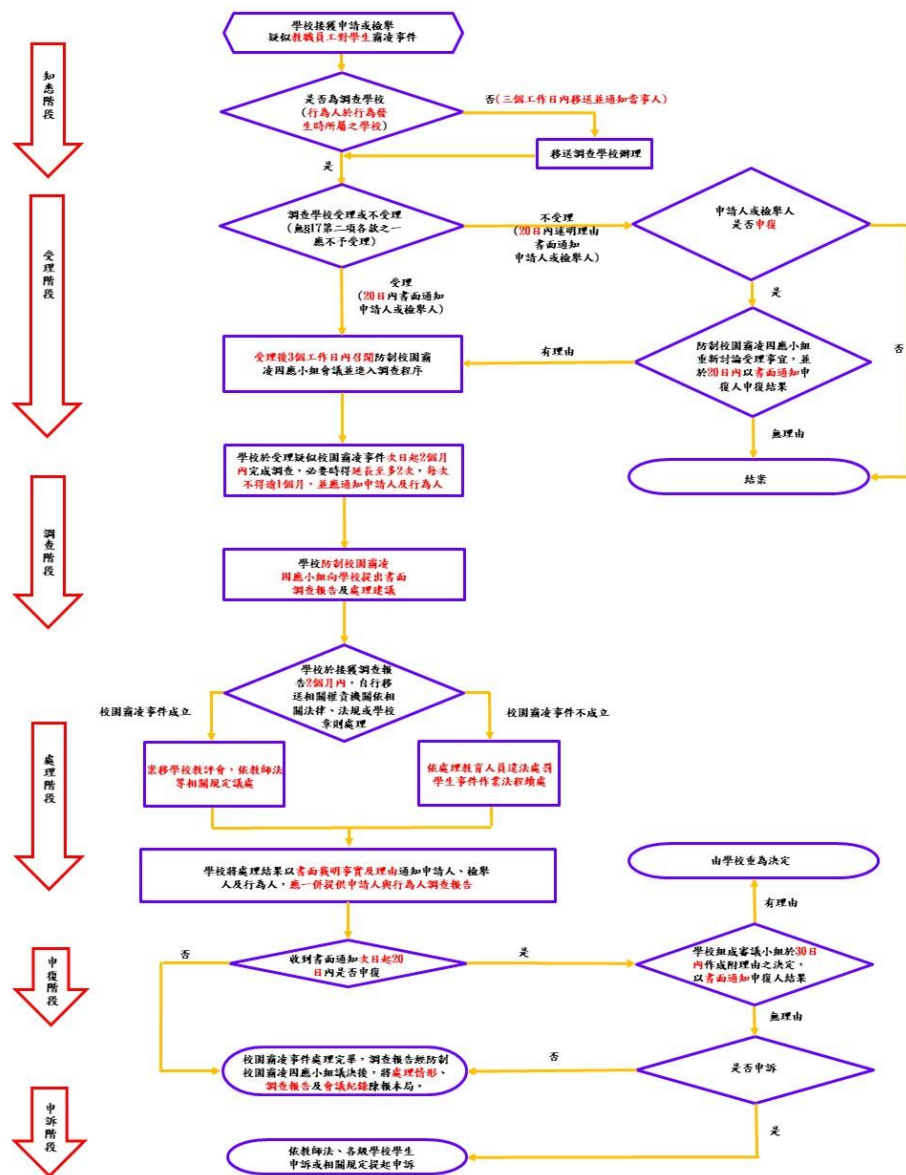 學校接獲申請或檢舉
疑似教職員工對學生霸凌事件
知悉階段
是否為調查學校
(行為人於行為發
生時所屬之學校)
否(三個工作日內移送並通知當事人)
移送調查學校辦理
是
受理階段
調查學校受理或不受理
(無§17第二項各款之一
應不予受理)
不受理
(20日內述明理由
書面通知
申請人或檢舉人)
申請人或檢舉人
是否申復
是
否
受理
(20日內書面通知
申請人或檢舉人)
受理後3個工作日內召開防制校園霸
凌因應小組會議並進入調查程序
有理由
防制校園霸凌因應小組
重新討論受理事宜，並
於20日內以書面通知申
復人申復結果
無理由
結案
學校於受理疑似校園霸凌事件次日起2個月
內完成調查，必要時得延長至多2次，每次
不得逾1個月，並應通知申請人及行為人
調查階段
學校防制校園霸凌
因應小組向學校提出書面
調查報告及處理建議
學校於接獲調查報
告2個月內，自行移
送相關權責機關依相
關法律、法規或學校
章則處理
校園霸凌事件成立
校園霸凌事件不成立
處理階段
案移學校教評會，依教師法
等相關規定議處
依處理教育人員違法處罰
學生事件作業法程續處
學校將處理結果以書面載明事實及理由通知申請人、檢舉
人及行為人，應一併提供申請人與行為人調查報告
由學校重為決定
有理由
申復階段
否
收到書面通知次日起20
日內是否申復
是
學校組成審議小組於30日
內作成附理由之決定，
以書面通知申復人結果
無理由
校園霸凌事件處理完畢，調查報告經防制
校園霸凌因應小組議決後，將處理情形、
調查報告及會議紀錄陳報本局。
否
是否申訴
是
申訴階段
依教師法、各級學校學生
申訴或相關規定提起申訴